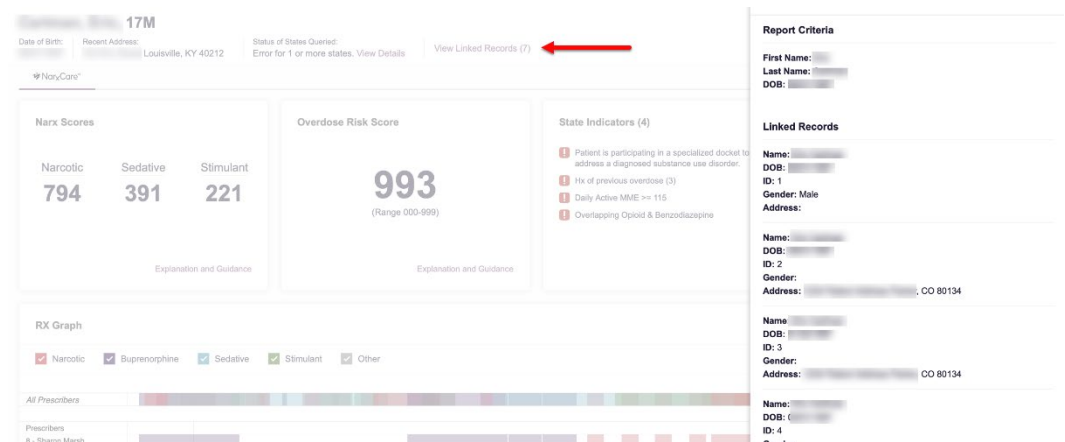 17M
Date of Birth: Recent Address: Status of States Queried:
Louisville, KY 40212 Error for 1 or more states. View Details View Linked Records (7)
NarxCare
Narx Scores
Narcotic Sedative Stimulant
794 391 221
Explanation and Guidance
Overdose Risk Score
993
(Range 000-999)
Explanation and Guidance
State Indicators (4)
Patient is participating in a specialized docket to
address a diagnosed substance use disorder.
Hx of previous overdose (3)
Daily Active MME >= 115
Overlapping Opioid & Benzodiazepine
RX Graph
Narcotic Buprenorphine Sedative Stimulant Other
All Prescribers
Prescribers
8 - Sharon Marsh
Report Criteria
First Name:
Last Name:
DOB:
Linked Records
Name:
DOB:
ID: 1
Gender: Male
Address:
Name:
DOB:
ID: 2
Gender:
Address: , CO 80134
Name
DOB:
ID: 3
Gender:
Address: CO 80134
Name:
DOB:
ID: 4